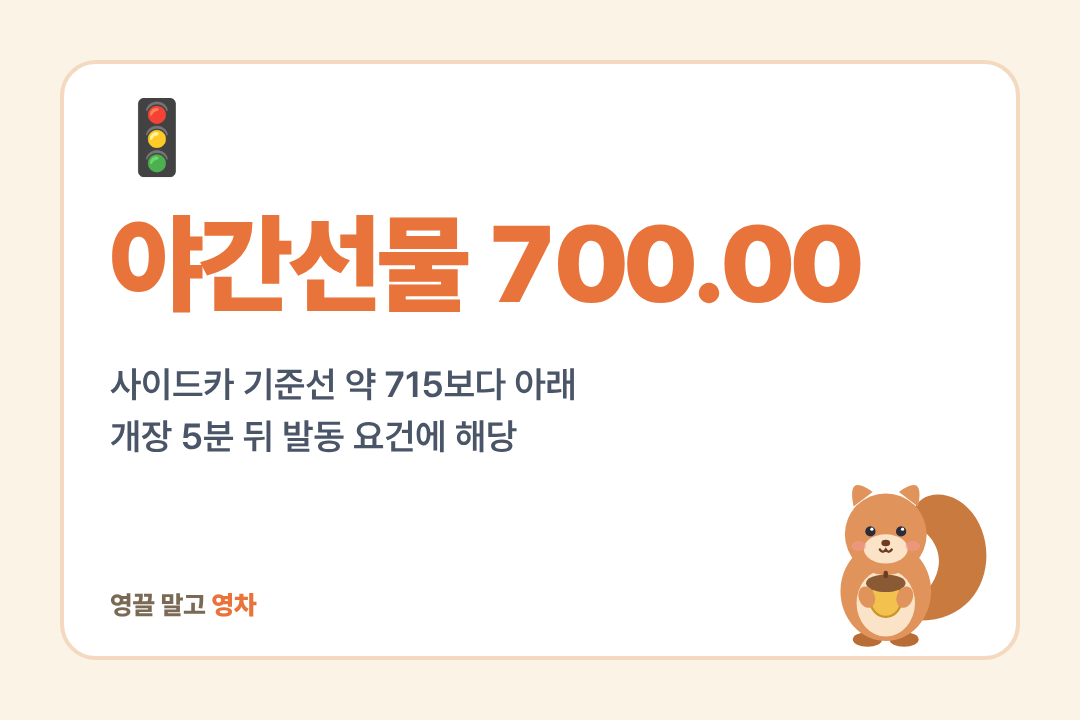 야간선물 700.00
사이드카 기준선 약 715보다 아래
개장 5분 뒤 발동 요건에 해당
영끌 말고 영차